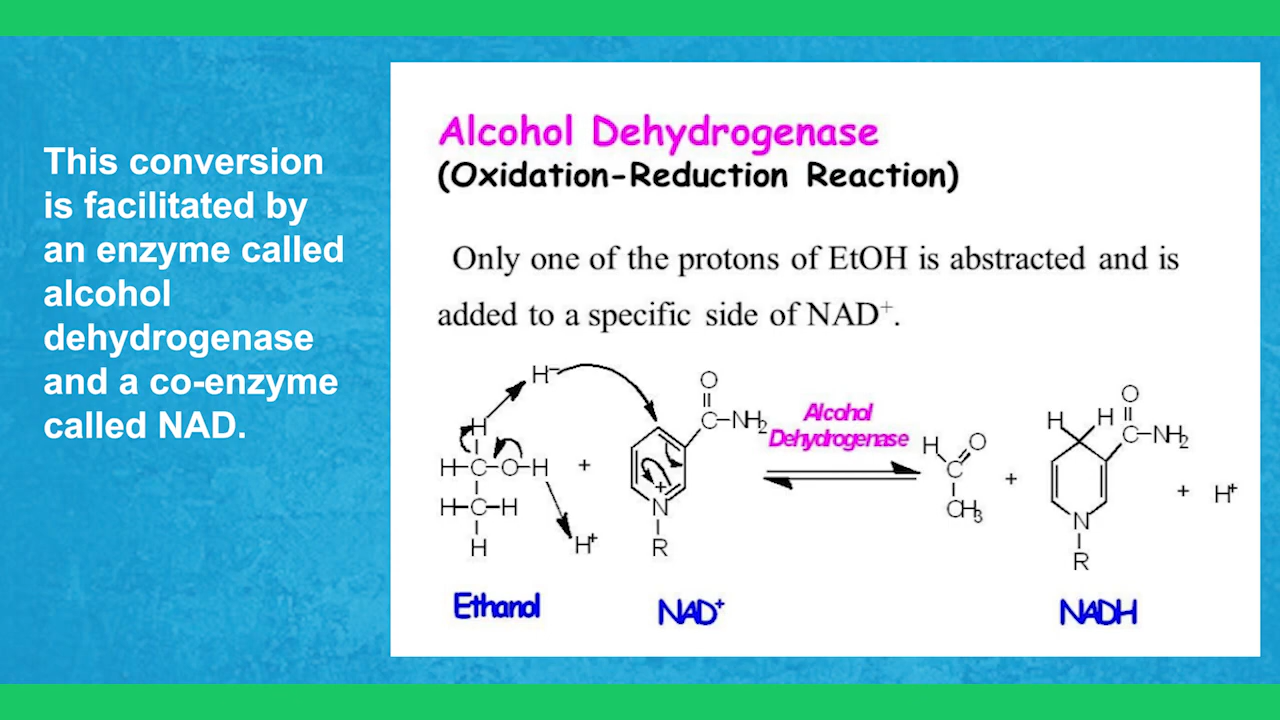 This conversion
is facilitated by
an enzyme called
alcohol
dehydrogenase
and a co-enzyme
called NAD.
Alcohol Dehydrogenase
(Oxidation-Reduction Reaction)
Only one of the protons of EtOH is abstracted and is
added to a specific side of NAD⁺.
H⁻
H
H-C-O-H
H-C-H
H
H⁺
+
O
C-NH₂
+
N
R
Alcohol
Dehydrogenase
H
O
C
CH₃
+
H
H
O
C-NH₂
N
R
+
H⁺
Ethanol
NAD⁺
NADH